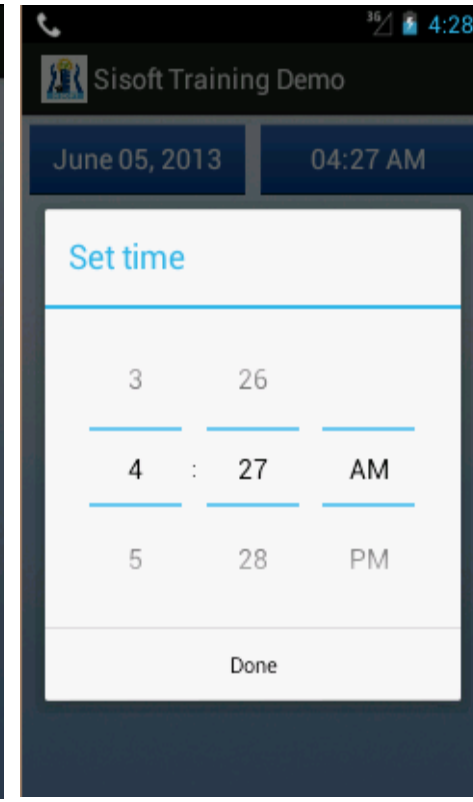 3G 4:28
Sisoft Training Demo
June 05, 2013 04:27 AM
Set time
3 26
4 : 27 AM
5 28 PM
Done